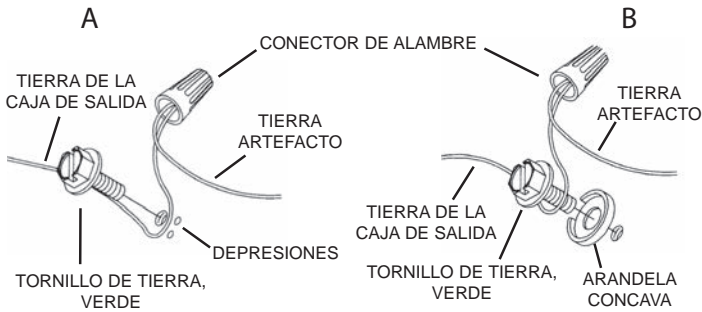 A
CONECTOR DE ALAMBRE
TIERRA DE LA
CAJA DE SALIDA
TIERRA
ARTEFACTO
DEPRESIONES
TORNILLO DE TIERRA,
VERDE
B
TIERRA
ARTEFACTO
TIERRA DE LA
CAJA DE SALIDA
TORNILLO DE TIERRA,
VERDE
ARANDELA
CONCAVA